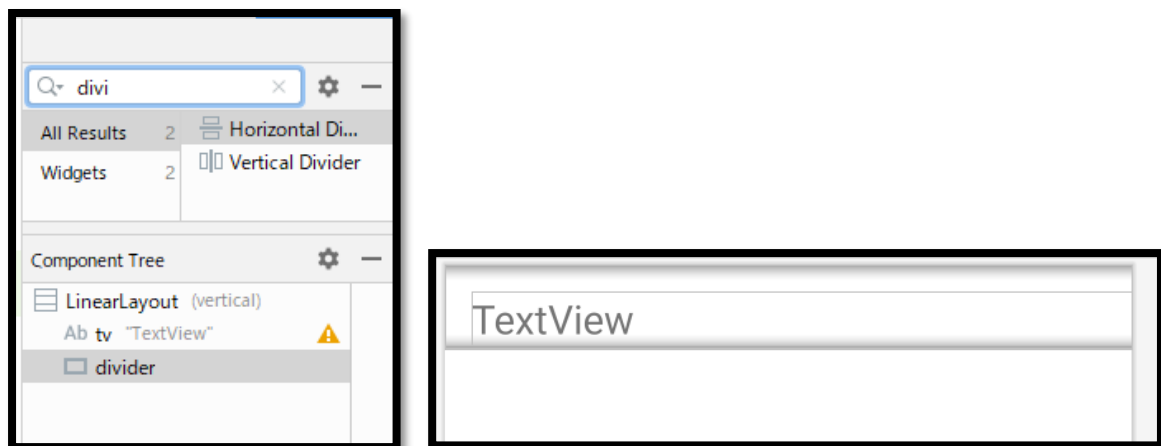 divi
All Results 2
Horizontal Di...
Widgets 2
Vertical Divider
Component Tree
LinearLayout (vertical)
Ab tv "TextView"
divider
TextView